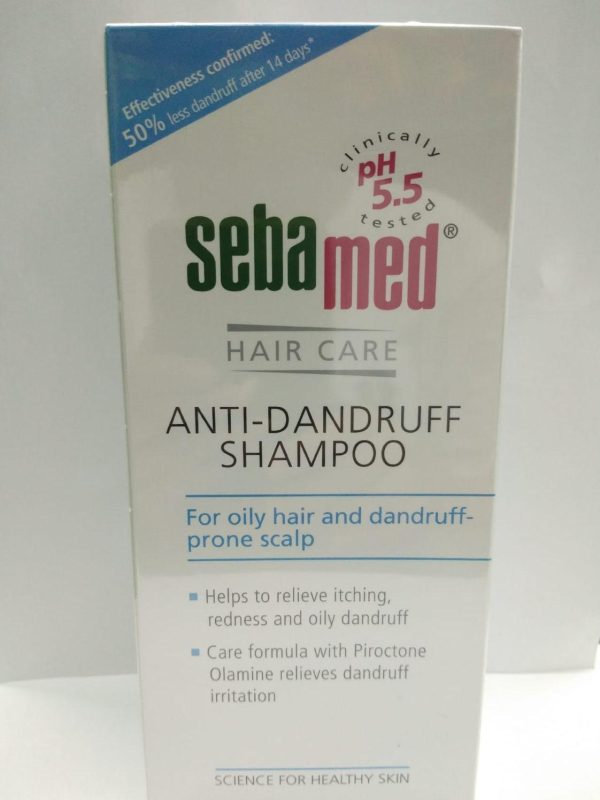 Effectiveness confirmed:
50% less dandruff after 14 days*
clinically
pH
5.5
tested
sebamed®
HAIR CARE
ANTI-DANDRUFF
SHAMPOO
For oily hair and dandruff-
prone scalp
▪ Helps to relieve itching,
redness and oily dandruff
▪ Care formula with Piroctone
Olamine relieves dandruff
irritation
SCIENCE FOR HEALTHY SKIN